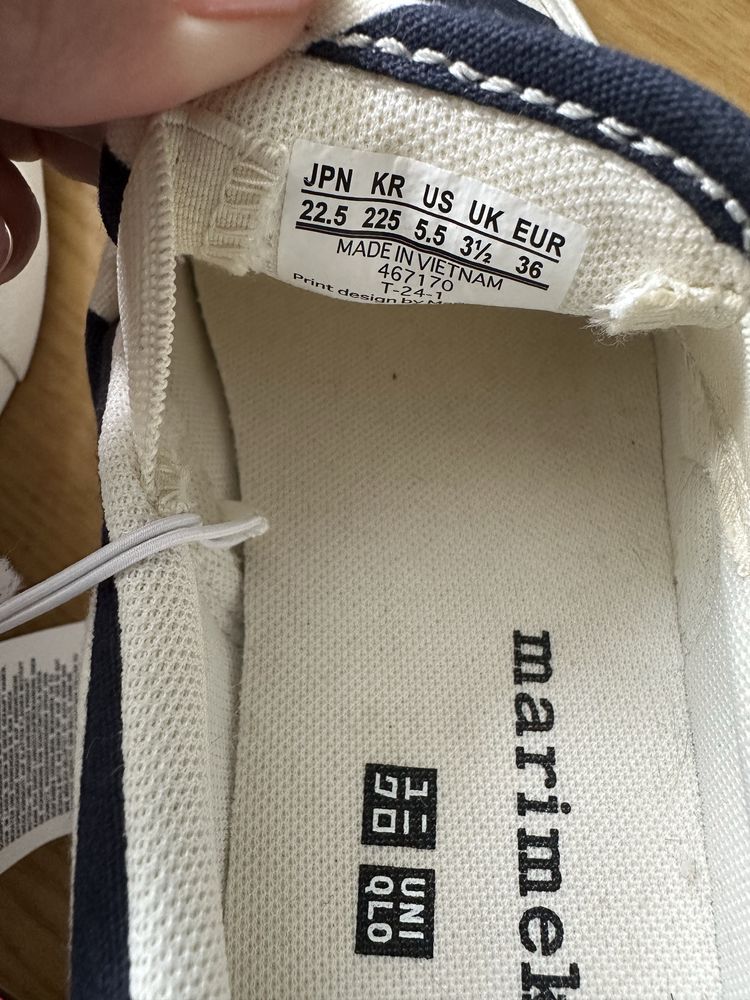 JPN KR US UK EUR
22.5 225 5.5 3½ 36
MADE IN VIETNAM
467170
T-24-1
Print design by
marimek
ユニ
クロ
UNI
QLO